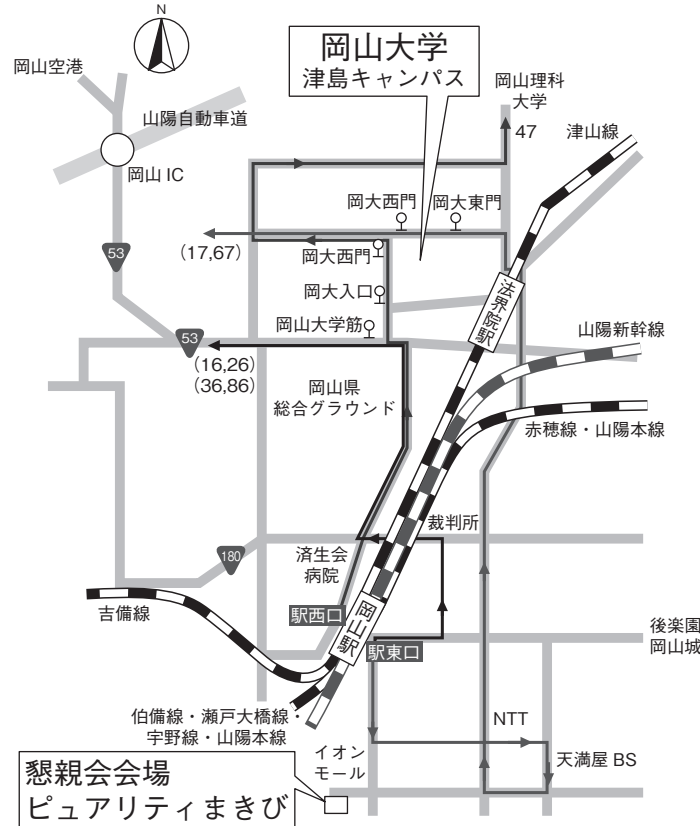 N
岡山大学
津島キャンパス
岡山空港
岡山理科
大学
山陽自動車道
47
津山線
岡山 IC
岡大西門
岡大東門
(17,67)
岡大西門
53
法界院駅
岡大入口
岡山大学筋
山陽新幹線
53
(16,26)
(36,86)
岡山県
総合グラウンド
赤穂線・山陽本線
裁判所
済生会
病院
180
吉備線
駅西口
岡山駅
後楽園
岡山城
駅東口
伯備線・瀬戸大橋線・
宇野線・山陽本線
NTT
イオン
モール
天満屋 BS
懇親会会場
ピュアリティまきび